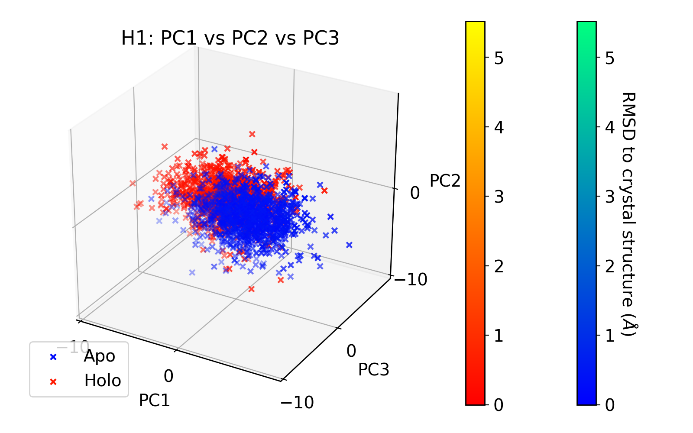 H1: PC1 vs PC2 vs PC3
5
4
3
2
1
0
5
4
3
2
1
0
RMSD to crystal structure (Å)
0
PC2
−10
0
PC3
−10
−10
0
PC1
Apo
Holo